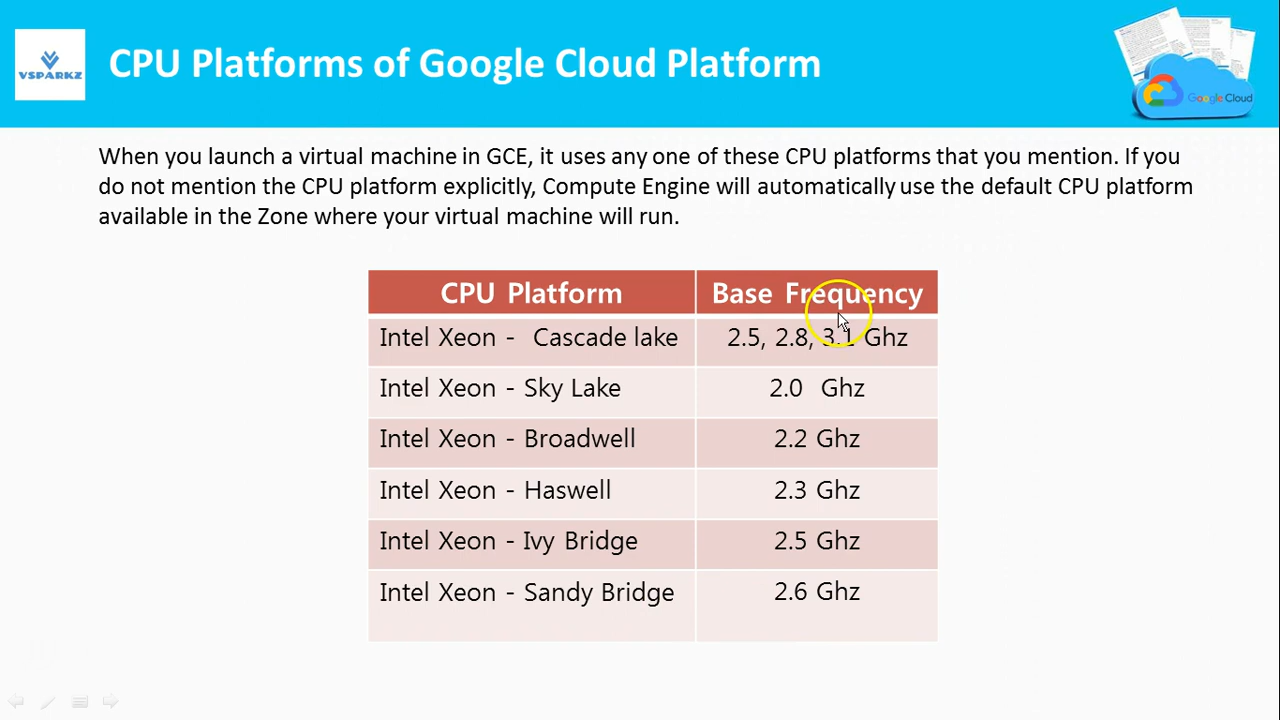 VSPARKZ
CPU Platforms of Google Cloud Platform
Google Cloud
When you launch a virtual machine in GCE, it uses any one of these CPU platforms that you mention. If you
do not mention the CPU platform explicitly, Compute Engine will automatically use the default CPU platform
available in the Zone where your virtual machine will run.
CPU Platform Base Frequency
Intel Xeon - Cascade lake 2.5, 2.8, 3.1 Ghz
Intel Xeon - Sky Lake 2.0 Ghz
Intel Xeon - Broadwell 2.2 Ghz
Intel Xeon - Haswell 2.3 Ghz
Intel Xeon - Ivy Bridge 2.5 Ghz
Intel Xeon - Sandy Bridge 2.6 Ghz